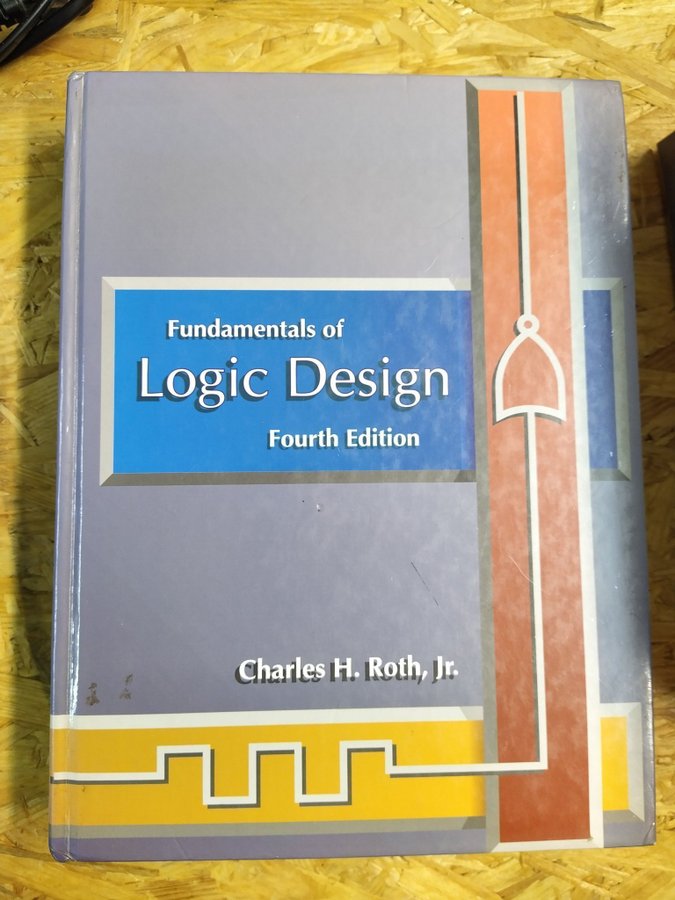 Fundamentals of
Logic Design
Fourth Edition
Charles H. Roth, Jr.